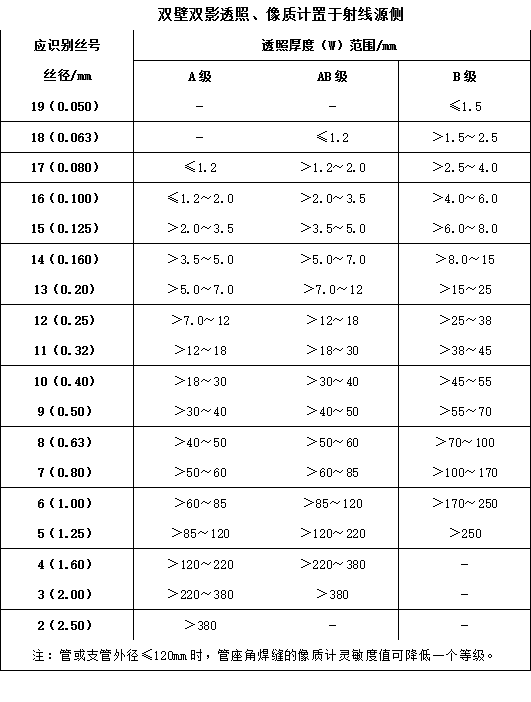 双壁双影透照、像质计置于射线源侧
应识别丝号 透照厚度（W）范围/mm
丝径/mm A 级 AB 级 B 级
19（0.050） － － ≤1.5
18（0.063） － ≤1.2 ＞1.5～2.5
17（0.080） ≤1.2 ＞1.2～2.0 ＞2.5～4.0
16（0.100） ≤1.2～2.0 ＞2.0～3.5 ＞4.0～6.0
15（0.125） ＞2.0～3.5 ＞3.5～5.0 ＞6.0～8.0
14（0.160） ＞3.5～5.0 ＞5.0～7.0 ＞8.0～15
13（0.20） ＞5.0～7.0 ＞7.0～12 ＞15～25
12（0.25） ＞7.0～12 ＞12～18 ＞25～38
11（0.32） ＞12～18 ＞18～30 ＞38～45
10（0.40） ＞18～30 ＞30～40 ＞45～55
9（0.50） ＞30～40 ＞40～50 ＞55～70
8（0.63） ＞40～50 ＞50～60 ＞70～100
7（0.80） ＞50～60 ＞60～85 ＞100～170
6（1.00） ＞60～85 ＞85～120 ＞170～250
5（1.25） ＞85～120 ＞120～220 ＞250
4（1.60） ＞120～220 ＞220～380 －
3（2.00） ＞220～380 ＞380 －
2（2.50） ＞380 － －
注：管或支管外径≤120mm时，管座角焊缝的像质计灵敏度值可降低一个等级。